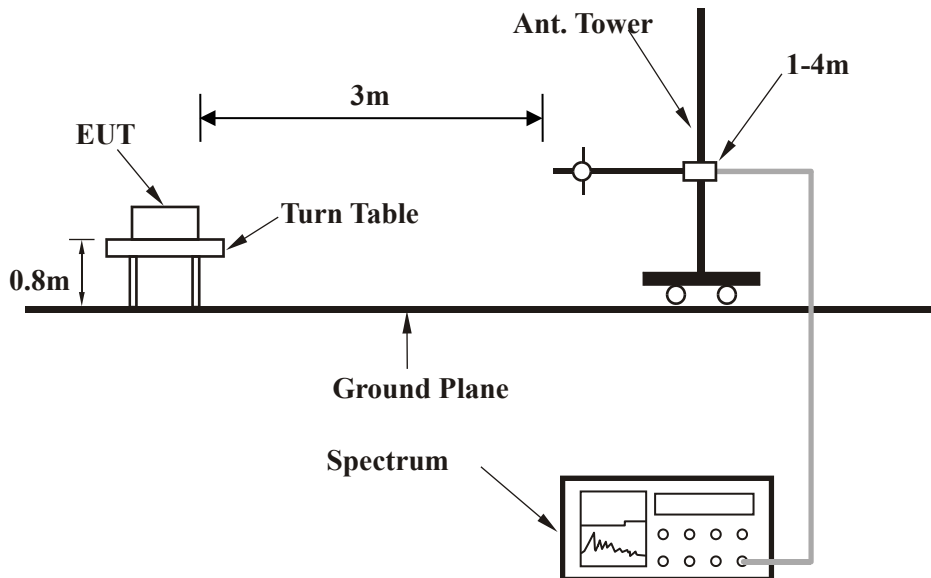 Ant. Tower
1-4m
3m
EUT
Turn Table
0.8m
Ground Plane
Spectrum